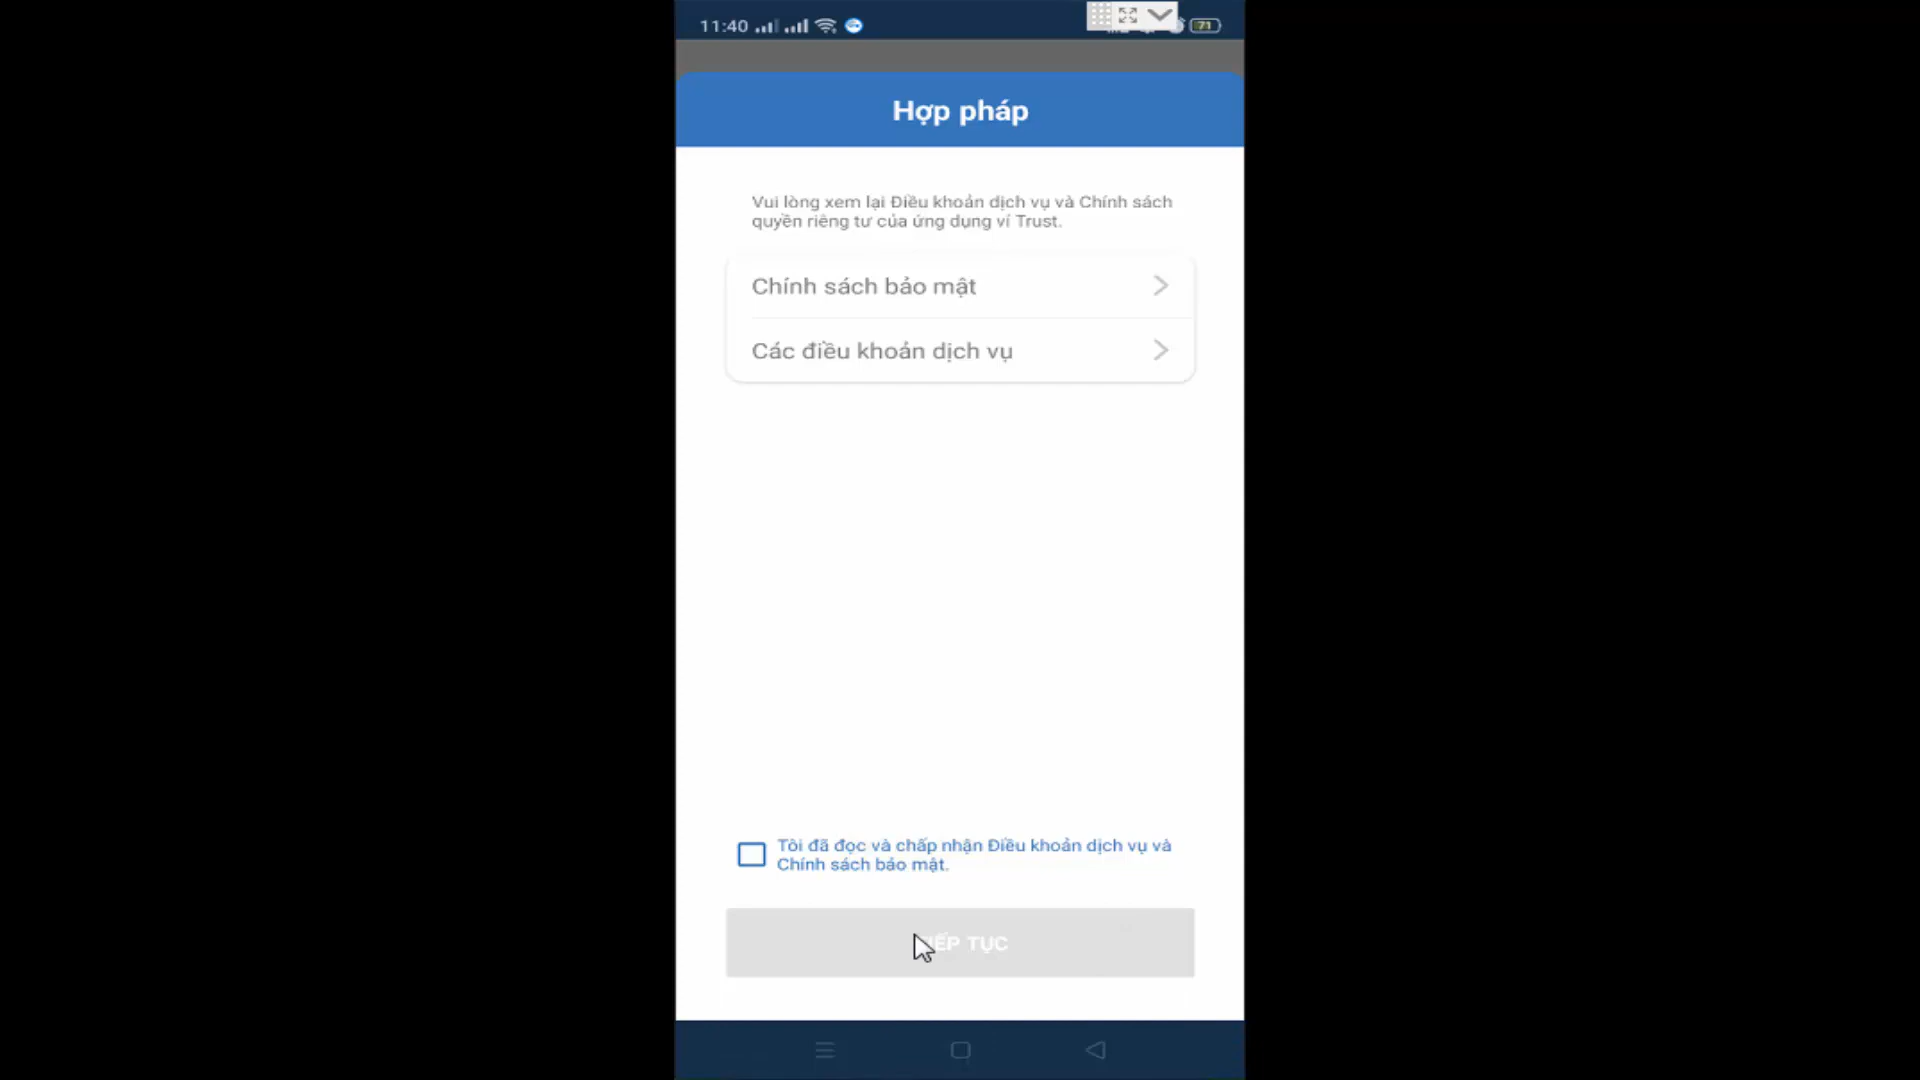 11:40
71
Hợp pháp
Vui lòng xem lại Điều khoản dịch vụ và Chính sách
quyền riêng tư của ứng dụng ví Trust.
Chính sách bảo mật
Các điều khoản dịch vụ
Tôi đã đọc và chấp nhận Điều khoản dịch vụ và
Chính sách bảo mật.
TIẾP TỤC